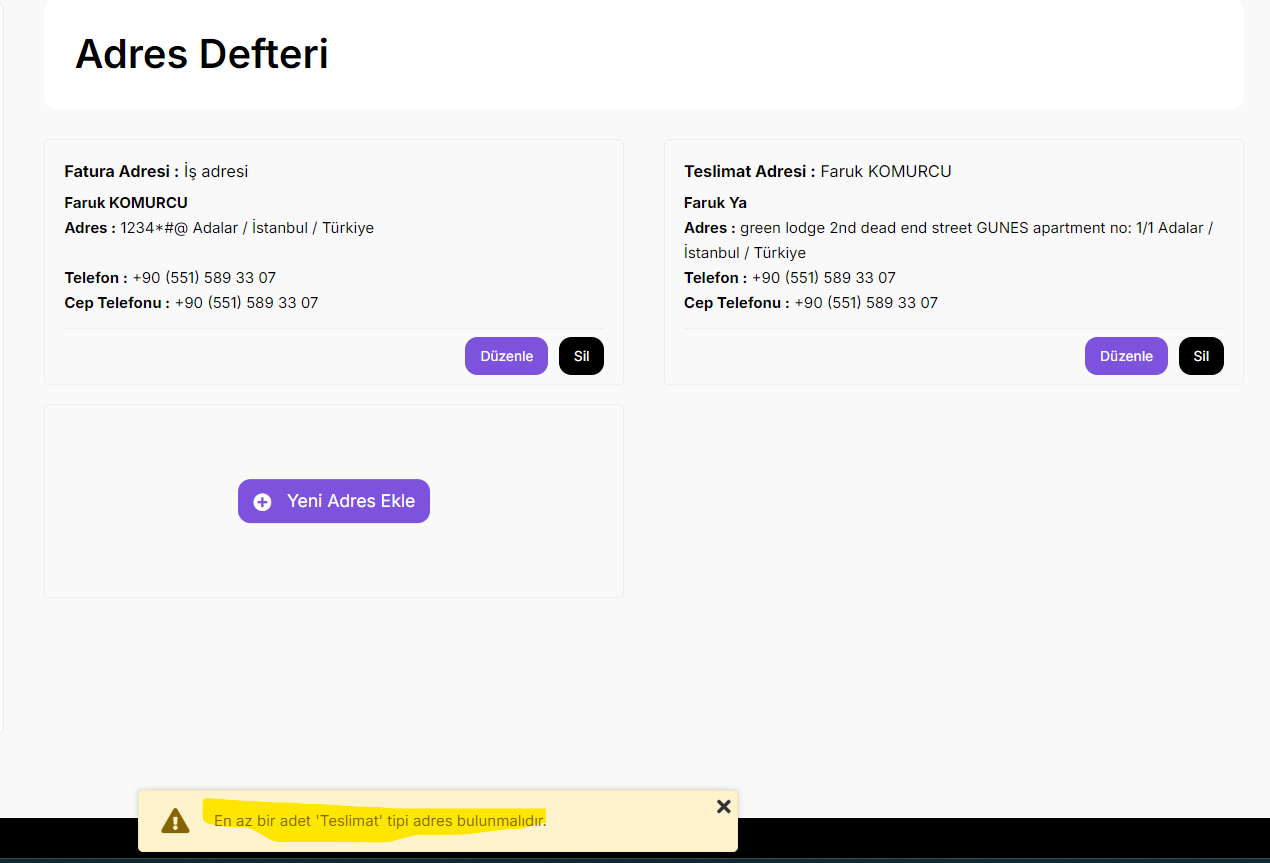 Adres Defteri
Fatura Adresi : İş adresi
Faruk KOMURCU
Adres : 1234*#@ Adalar / İstanbul / Türkiye
Telefon : +90 (551) 589 33 07
Cep Telefonu : +90 (551) 589 33 07
Düzenle
Sil
Teslimat Adresi : Faruk KOMURCU
Faruk Ya
Adres : green lodge 2nd dead end street GUNES apartment no: 1/1 Adalar /
İstanbul / Türkiye
Telefon : +90 (551) 589 33 07
Cep Telefonu : +90 (551) 589 33 07
Düzenle
Sil
Yeni Adres Ekle
En az bir adet 'Teslimat' tipi adres bulunmalıdır.